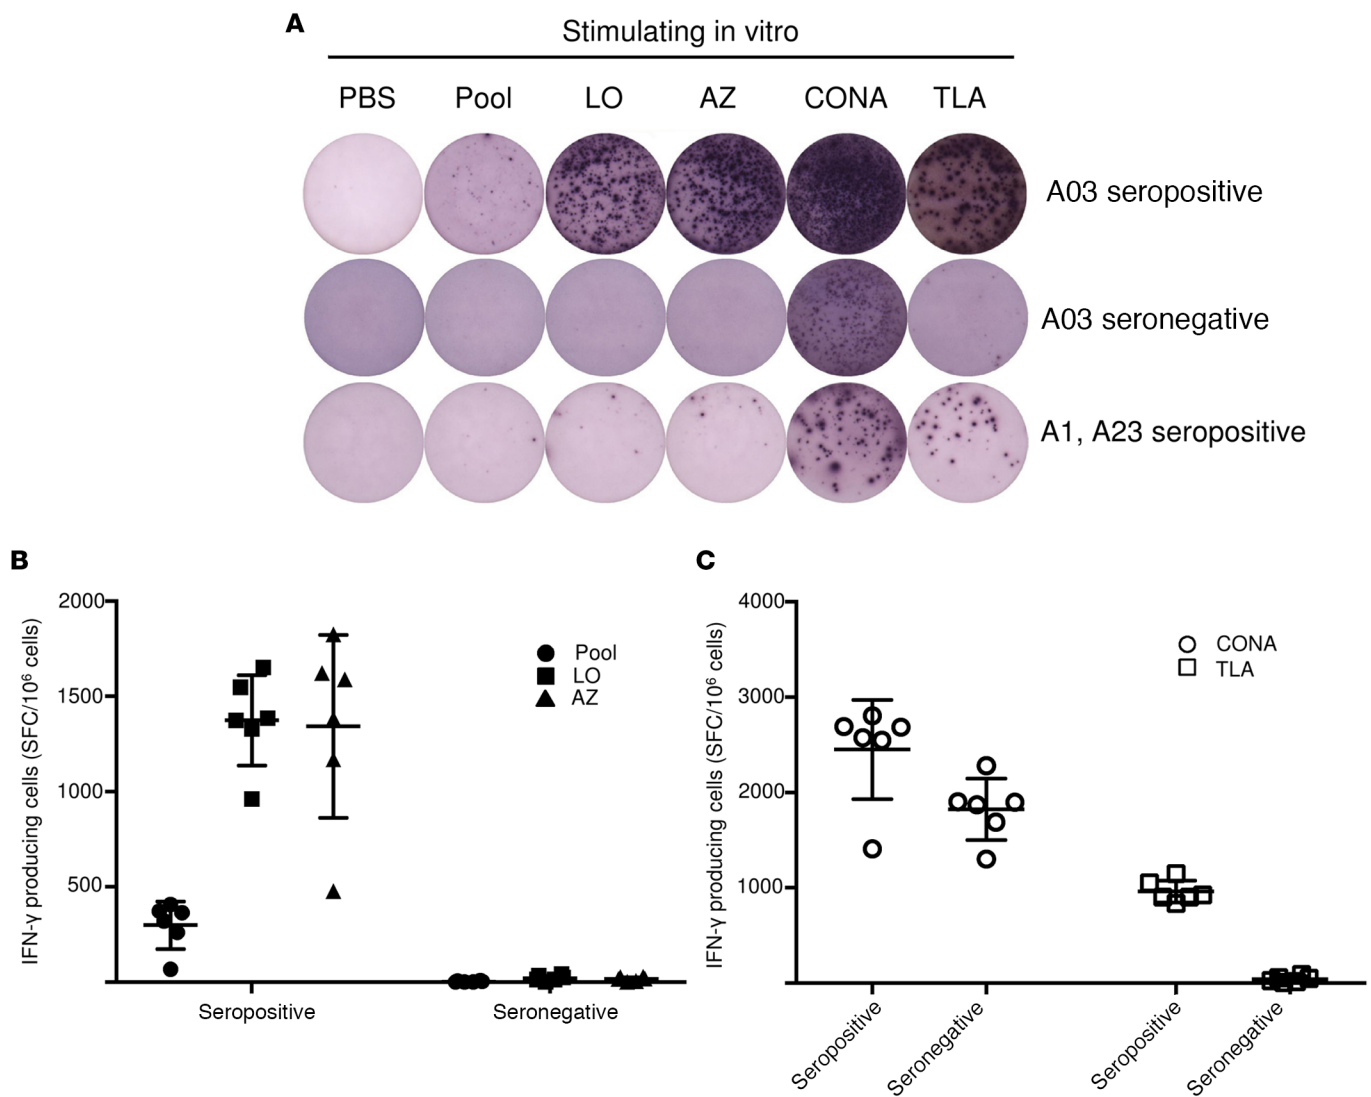 A
Stimulating in vitro
PBS Pool LO AZ CONA TLA
A03 seropositive
A03 seronegative
A1, A23 seropositive
B
IFN-γ producing cells (SFC/10⁶ cells)
2000
1500
1000
500
Pool
LO
AZ
Seropositive Seronegative
C
IFN-γ producing cells (SFC/10⁶ cells)
4000
3000
2000
1000
CONA
TLA
Seropositive Seronegative Seropositive Seronegative